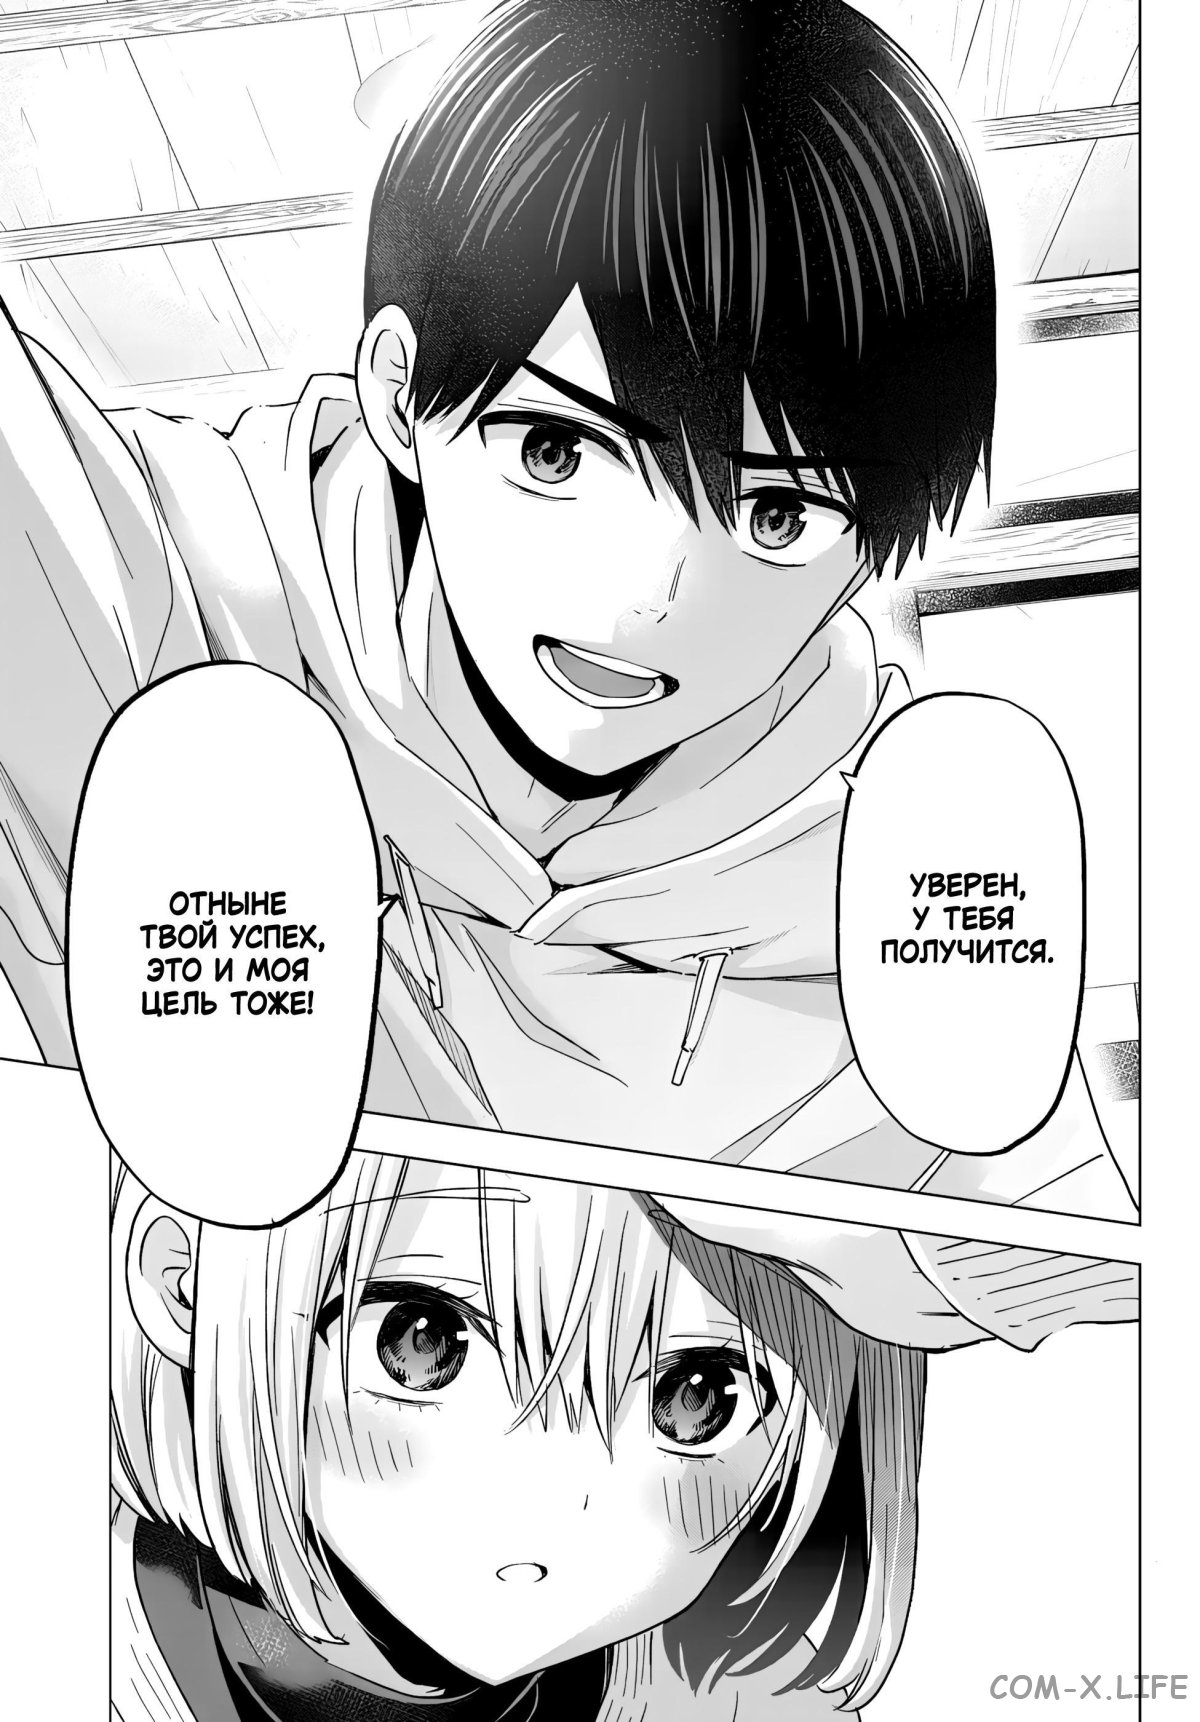 УВЕРЕН,
У ТЕБЯ
ПОЛУЧИТСЯ.
ОТНЫНЕ
ТВОЙ УСПЕХ,
ЭТО И МОЯ
ЦЕЛЬ ТОЖЕ!
COM-X.LIFE